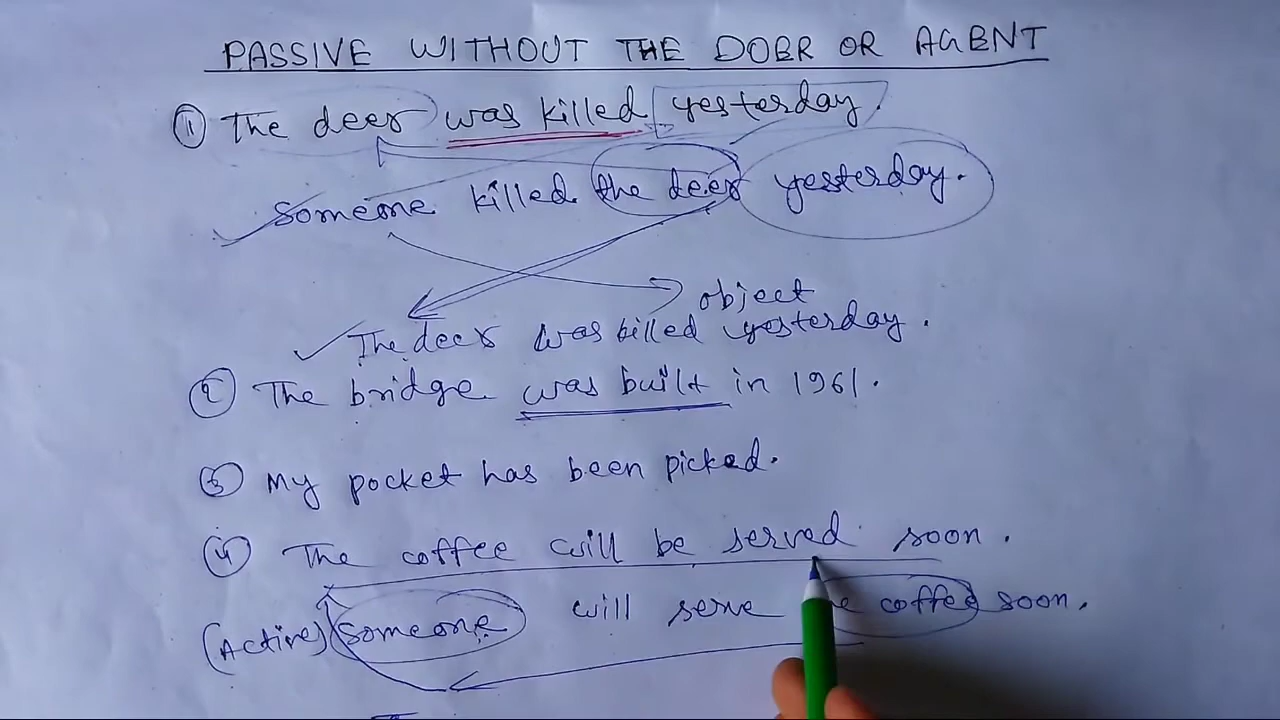 PASSIVE WITHOUT THE DOER OR AGENT
① The deer was killed yesterday.
Someone killed the deer yesterday.
object
The deer was killed yesterday.
② The bridge was built in 1961.
③ My pocket has been picked.
④ The coffee will be served soon.
(Active) someone will serve coffee soon.